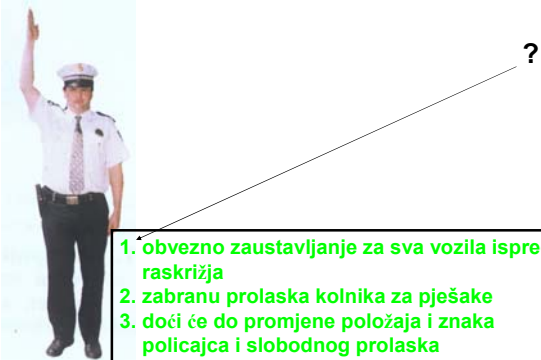 ?
1. obvezno zaustavljanje za sva vozila ispre
raskrižja
2. zabranu prolaska kolnika za pješake
3. doći će do promjene položaja i znaka
policajca i slobodnog prolaska